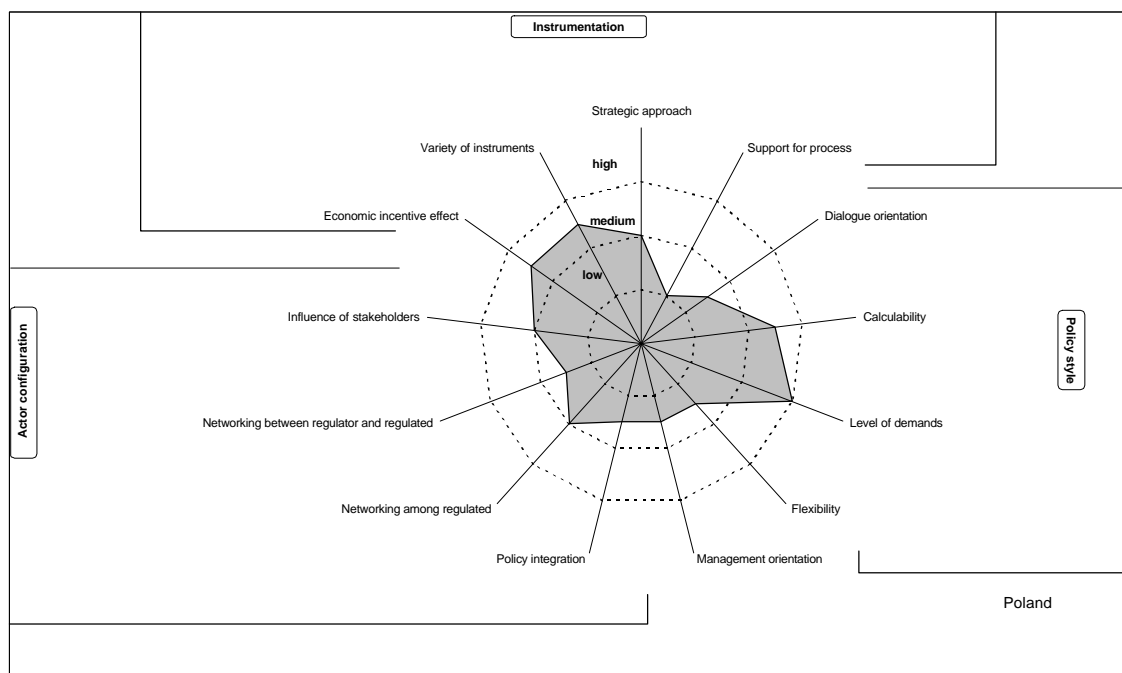 Instrumentation
Strategic approach
Variety of instruments
Support for process
high
Economic incentive effect
medium
Dialogue orientation
low
Influence of stakeholders
Calculability
Actor configuration
Policy style
Networking between regulator and regulated
Level of demands
Networking among regulated
Flexibility
Policy integration
Management orientation
Poland